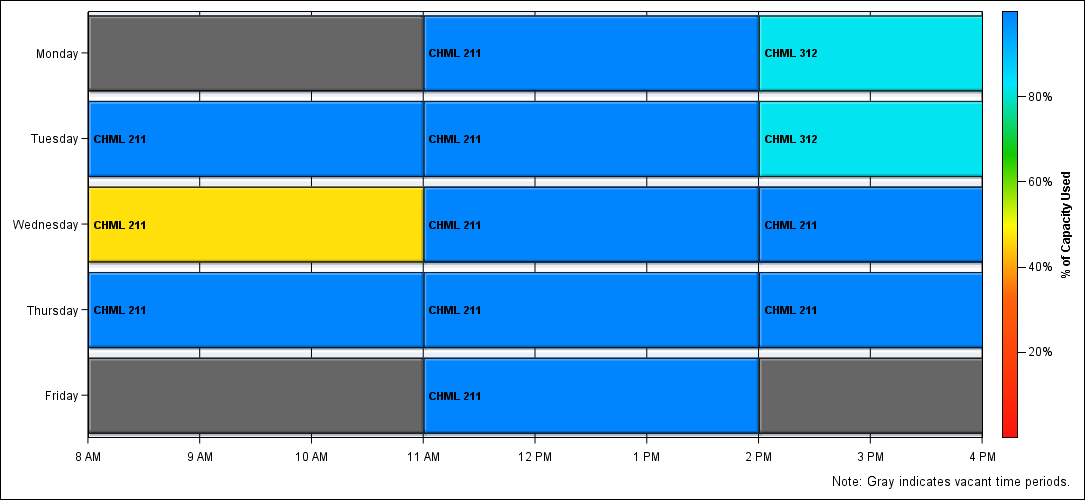 Monday
CHML 211
CHML 312
Tuesday
CHML 211
CHML 211
CHML 312
Wednesday
CHML 211
CHML 211
CHML 211
Thursday
CHML 211
CHML 211
CHML 211
Friday
CHML 211
8 AM
9 AM
10 AM
11 AM
12 PM
1 PM
2 PM
3 PM
4 PM
80%
60%
40%
20%
% of Capacity Used
Note: Gray indicates vacant time periods.